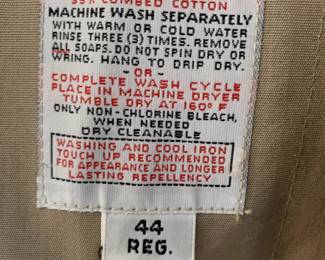 35% COMBED COTTON
MACHINE WASH SEPARATELY
WITH WARM OR COLD WATER
RINSE THREE (3) TIMES. REMOVE
ALL SOAPS. DO NOT SPIN DRY OR
WRING. HANG TO DRIP DRY.
-OR-
COMPLETE WASH CYCLE
PLACE IN MACHINE DRYER
TUMBLE DRY AT 160°F
ONLY NON-CHLORINE BLEACH,
WHEN NEEDED
DRY CLEANABLE
WASHING AND COOL IRON
TOUCH UP RECOMMENDED
FOR APPEARANCE AND LONGER
LASTING REPELLENCY
44
REG.